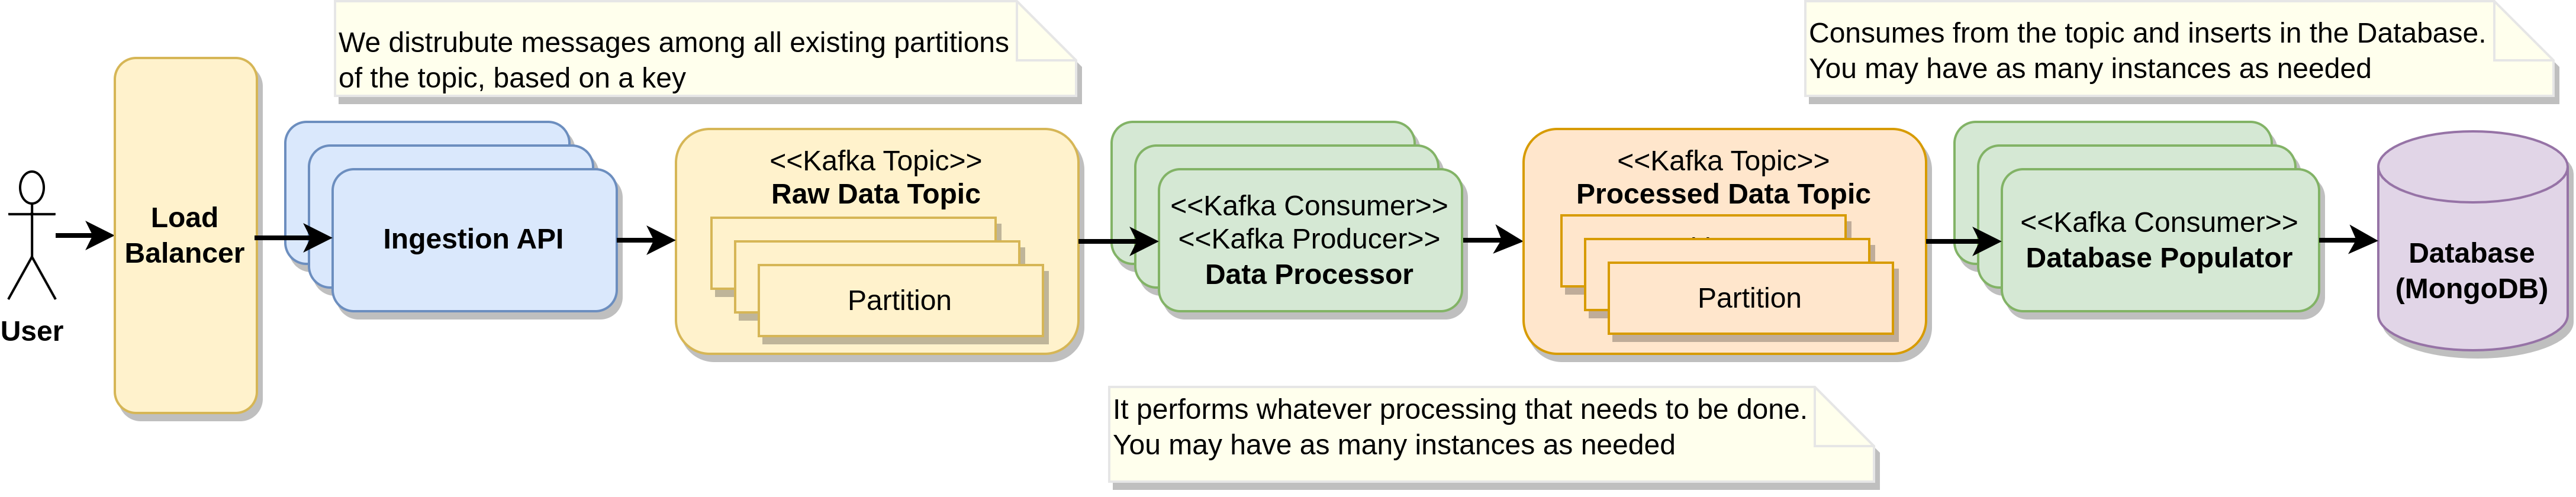 We distrubute messages among all existing partitions
of the topic, based on a key
Consumes from the topic and inserts in the Database.
You may have as many instances as needed
User
Load
Balancer
Ingestion API
<<Kafka Topic>>
Raw Data Topic
Partition
<<Kafka Consumer>>
<<Kafka Producer>>
Data Processor
<<Kafka Topic>>
Processed Data Topic
Partition
<<Kafka Consumer>>
Database Populator
Database
(MongoDB)
It performs whatever processing that needs to be done.
You may have as many instances as needed